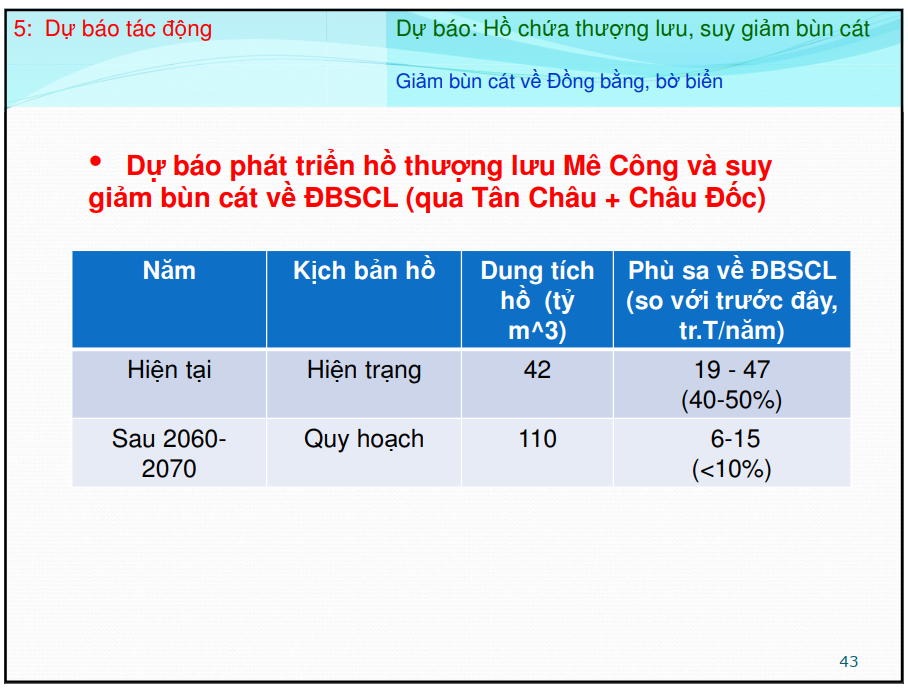 5: Dự báo tác động
Dự báo: Hồ chứa thượng lưu, suy giảm bùn cát
Giảm bùn cát về Đồng bằng, bờ biển
• Dự báo phát triển hồ thượng lưu Mê Công và suy
giảm bùn cát về ĐBSCL (qua Tân Châu + Châu Đốc)
Năm
Kịch bản hồ
Dung tích
hồ (tỷ
m^3)
Phù sa về ĐBSCL
(so với trước đây,
tr.T/năm)
Hiện tại
Hiện trạng
42
19 - 47
(40-50%)
Sau 2060-
2070
Quy hoạch
110
6-15
(<10%)
43